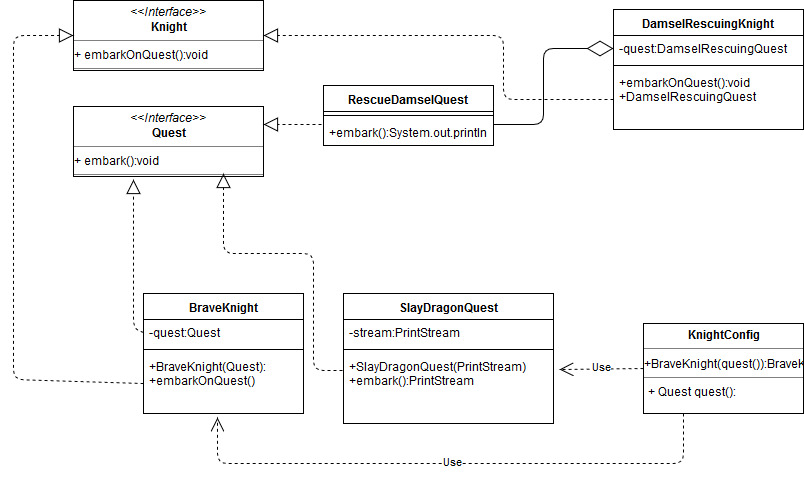 <<Interface>>
Knight
+ embarkOnQuest():void
DamselRescuingKnight
-quest:DamselRescuingQuest
+embarkOnQuest():void
+DamselRescuingQuest
<<Interface>>
Quest
+ embark():void
RescueDamselQuest
+embark():System.out.println
BraveKnight
-quest:Quest
+BraveKnight(Quest):
+embarkOnQuest()
SlayDragonQuest
-stream:PrintStream
+SlayDragonQuest(PrintStream)
+embark():PrintStream
KnightConfig
+BraveKnight(quest()):BraveK
+ Quest quest():
Use
Use